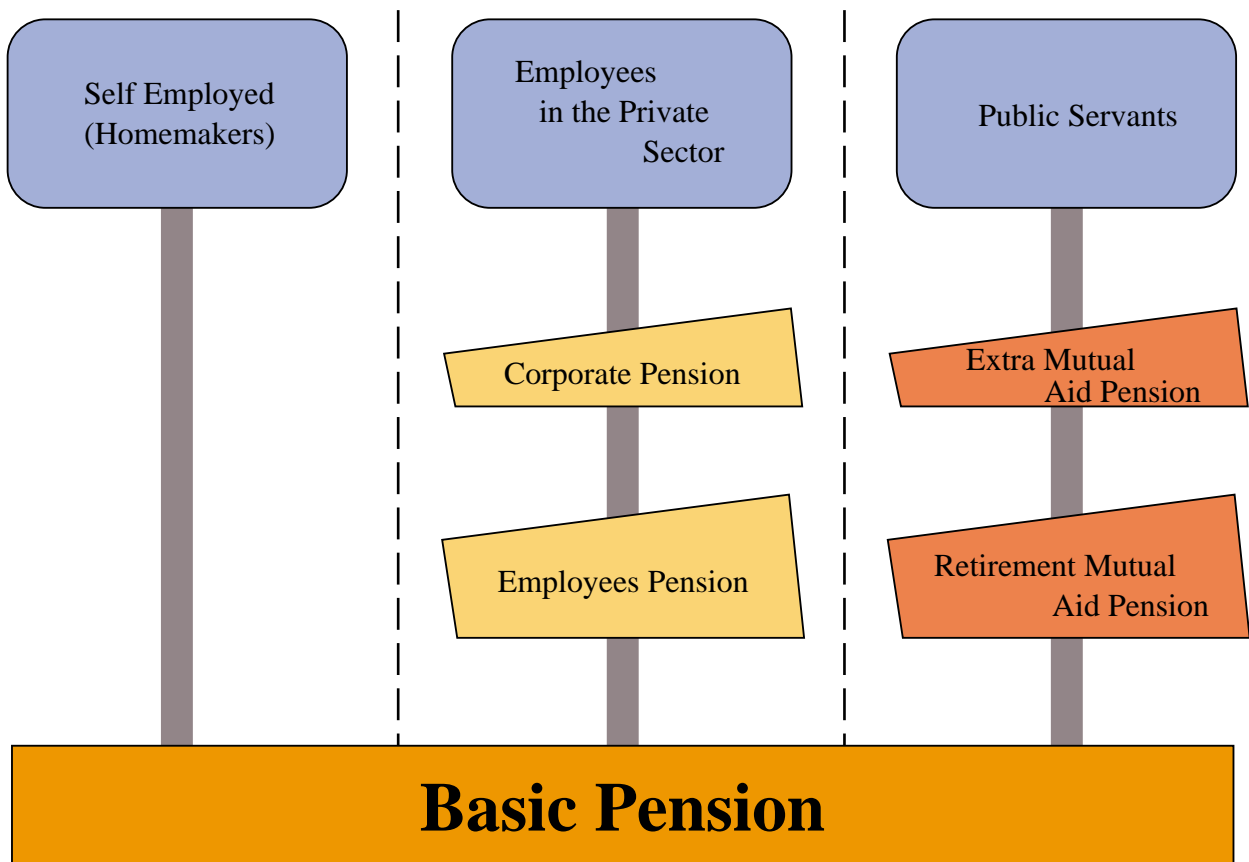 Self Employed
(Homemakers)
Employees
in the Private
Sector
Public Servants
Corporate Pension
Extra Mutual
Aid Pension
Employees Pension
Retirement Mutual
Aid Pension
Basic Pension